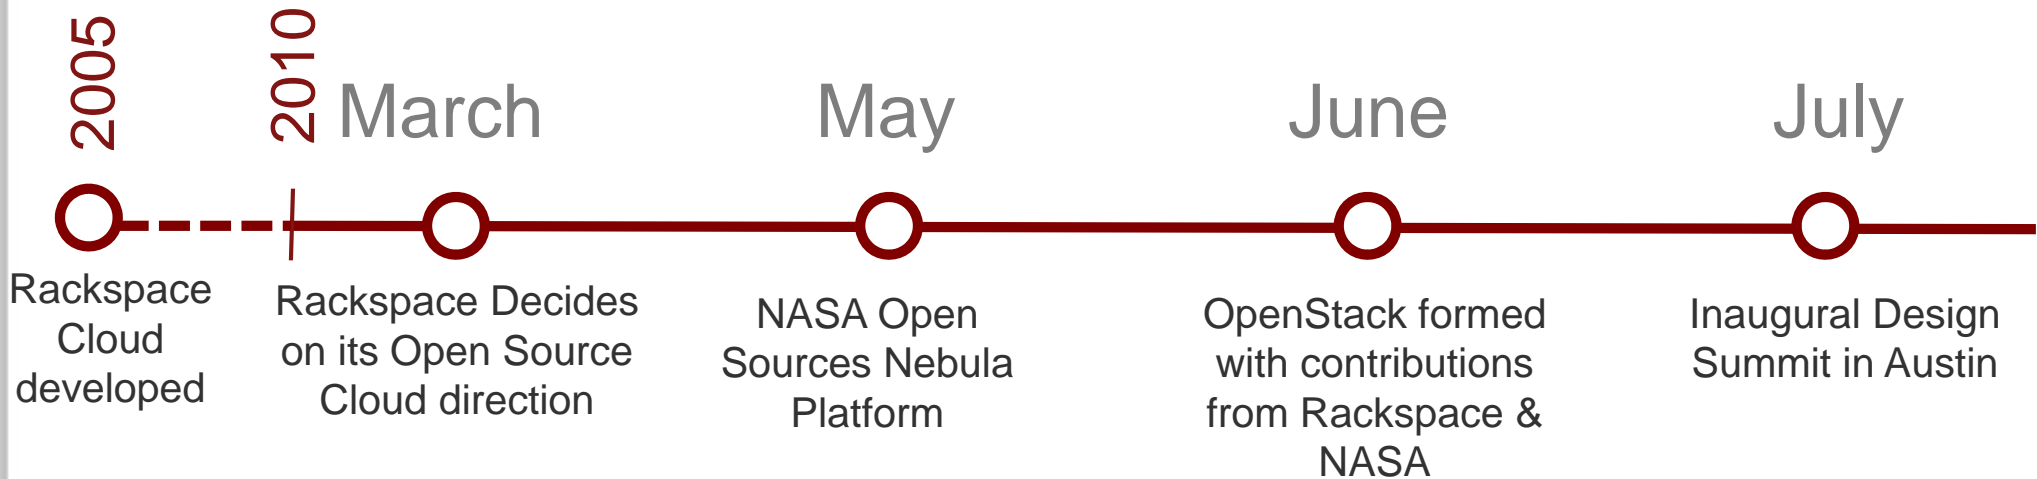 2005
2010
March
May
June
July
Rackspace
Cloud
developed
Rackspace Decides
on its Open Source
Cloud direction
NASA Open
Sources Nebula
Platform
OpenStack formed
with contributions
from Rackspace &
NASA
Inaugural Design
Summit in Austin